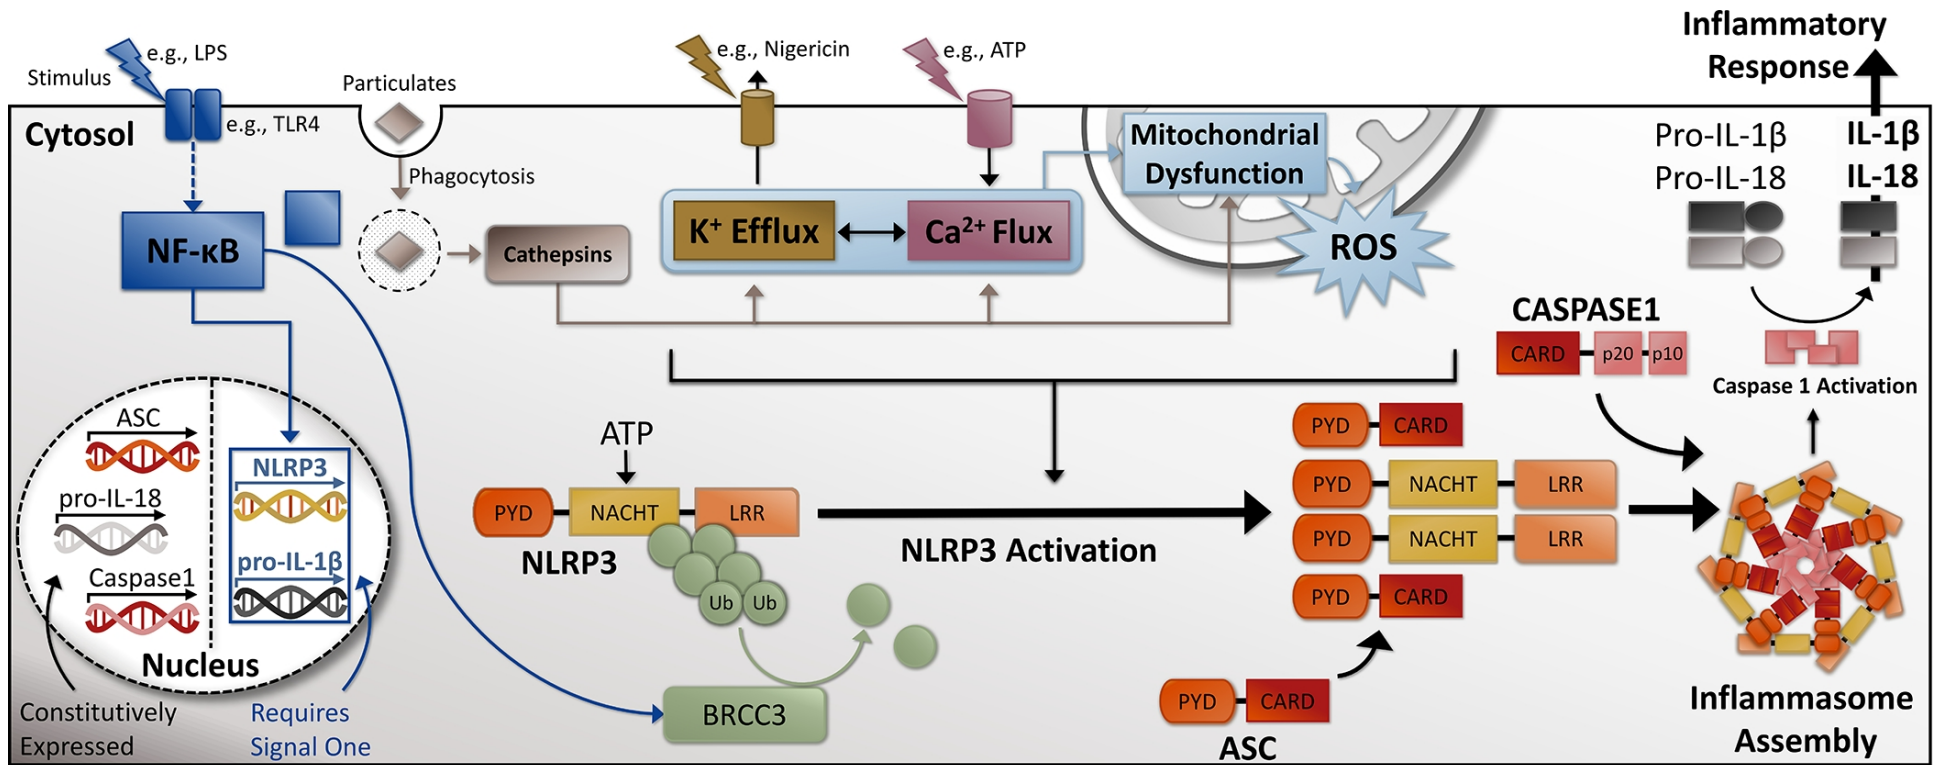 Stimulus
e.g., LPS
e.g., TLR4
Cytosol
Particulates
Phagocytosis
e.g., Nigericin
e.g., ATP
Inflammatory
Response
NF-κB
Cathepsins
K⁺ Efflux
Ca²⁺ Flux
Mitochondrial
Dysfunction
ROS
Pro-IL-1β
Pro-IL-18
IL-1β
IL-18
CASPASE1
CARD
p20
p10
Caspase 1 Activation
ASC
pro-IL-18
Caspase1
NLRP3
pro-IL-1β
Nucleus
Constitutively
Expressed
Requires
Signal One
ATP
PYD
NACHT
LRR
NLRP3
Ub
Ub
BRCC3
NLRP3 Activation
PYD
CARD
PYD
NACHT
LRR
PYD
NACHT
LRR
PYD
CARD
PYD
CARD
ASC
Inflammasome
Assembly